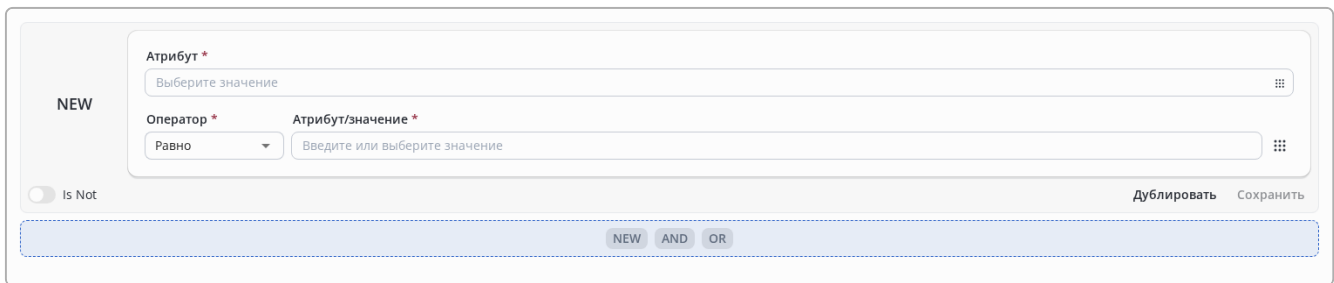 Атрибут *
Выберите значение
NEW
Оператор * Атрибут/значение *
Равно Введите или выберите значение
Is Not Дублировать Сохранить
NEW AND OR